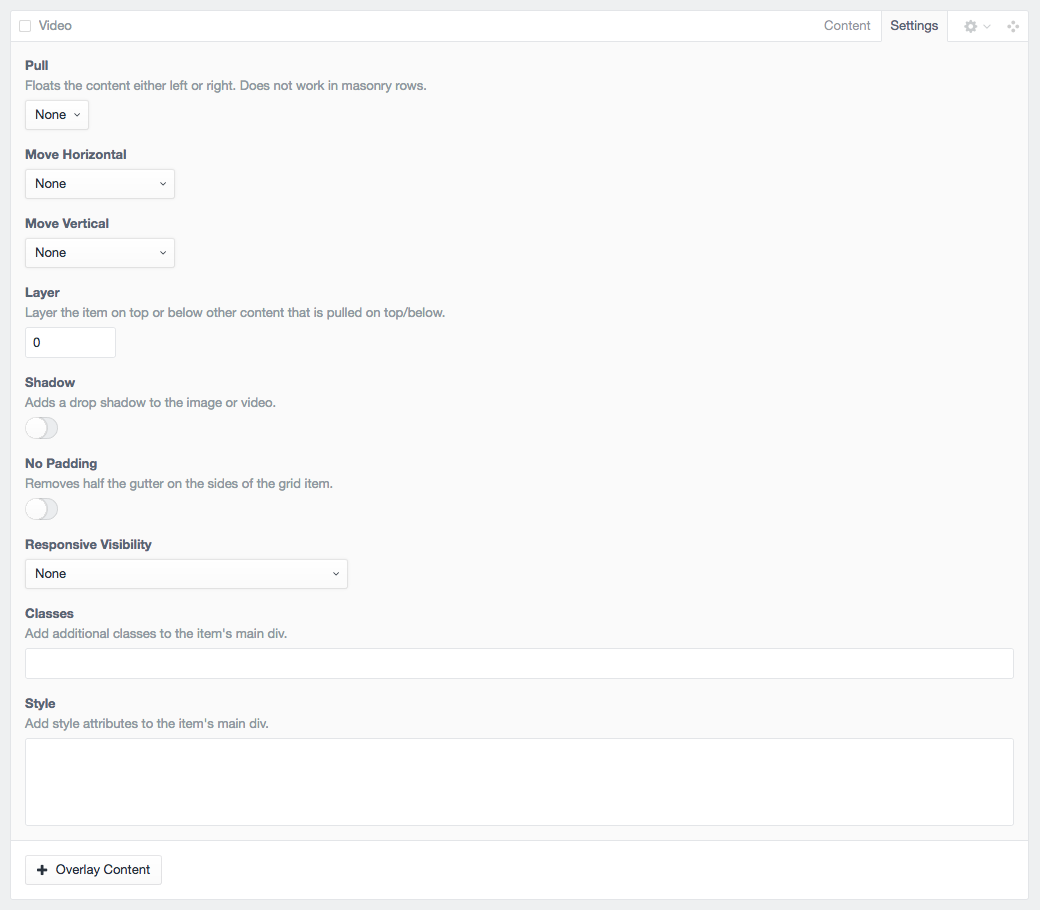 Video Content Settings
Pull
Floats the content either left or right. Does not work in masonry rows.
None
Move Horizontal
None
Move Vertical
None
Layer
Layer the item on top or below other content that is pulled on top/below.
0
Shadow
Adds a drop shadow to the image or video.
No Padding
Removes half the gutter on the sides of the grid item.
Responsive Visibility
None
Classes
Add additional classes to the item's main div.
Style
Add style attributes to the item's main div.
Overlay Content